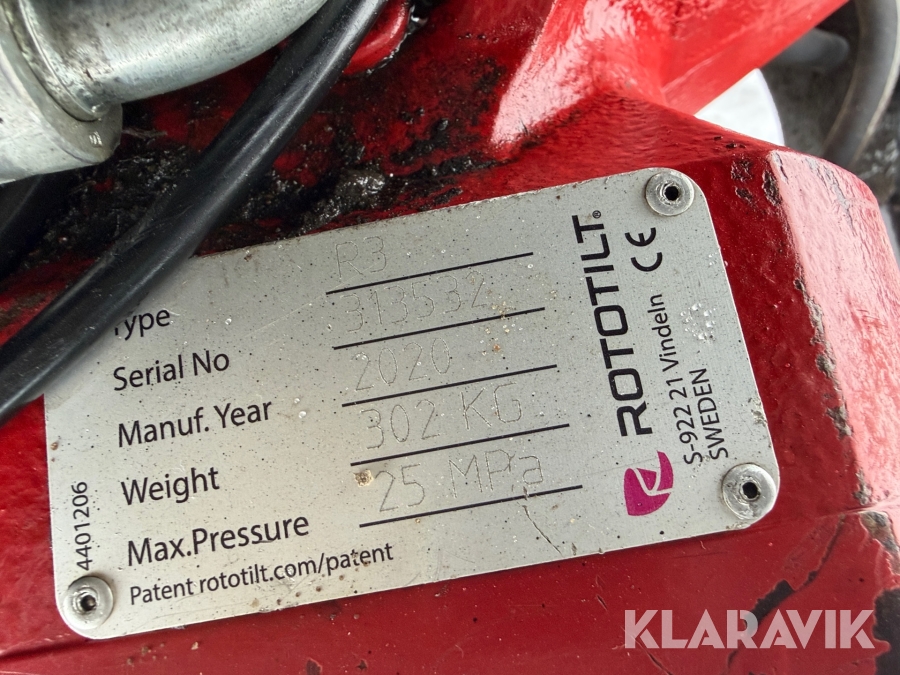 Type R3
Serial No 313532
Manuf. Year 2020
Weight 302 KG
Max.Pressure 25 MPa
Patent rototilt.com/patent
4401206
ROTOTILT®
CE
S-922 21 Vindeln
SWEDEN
KLARAVIK